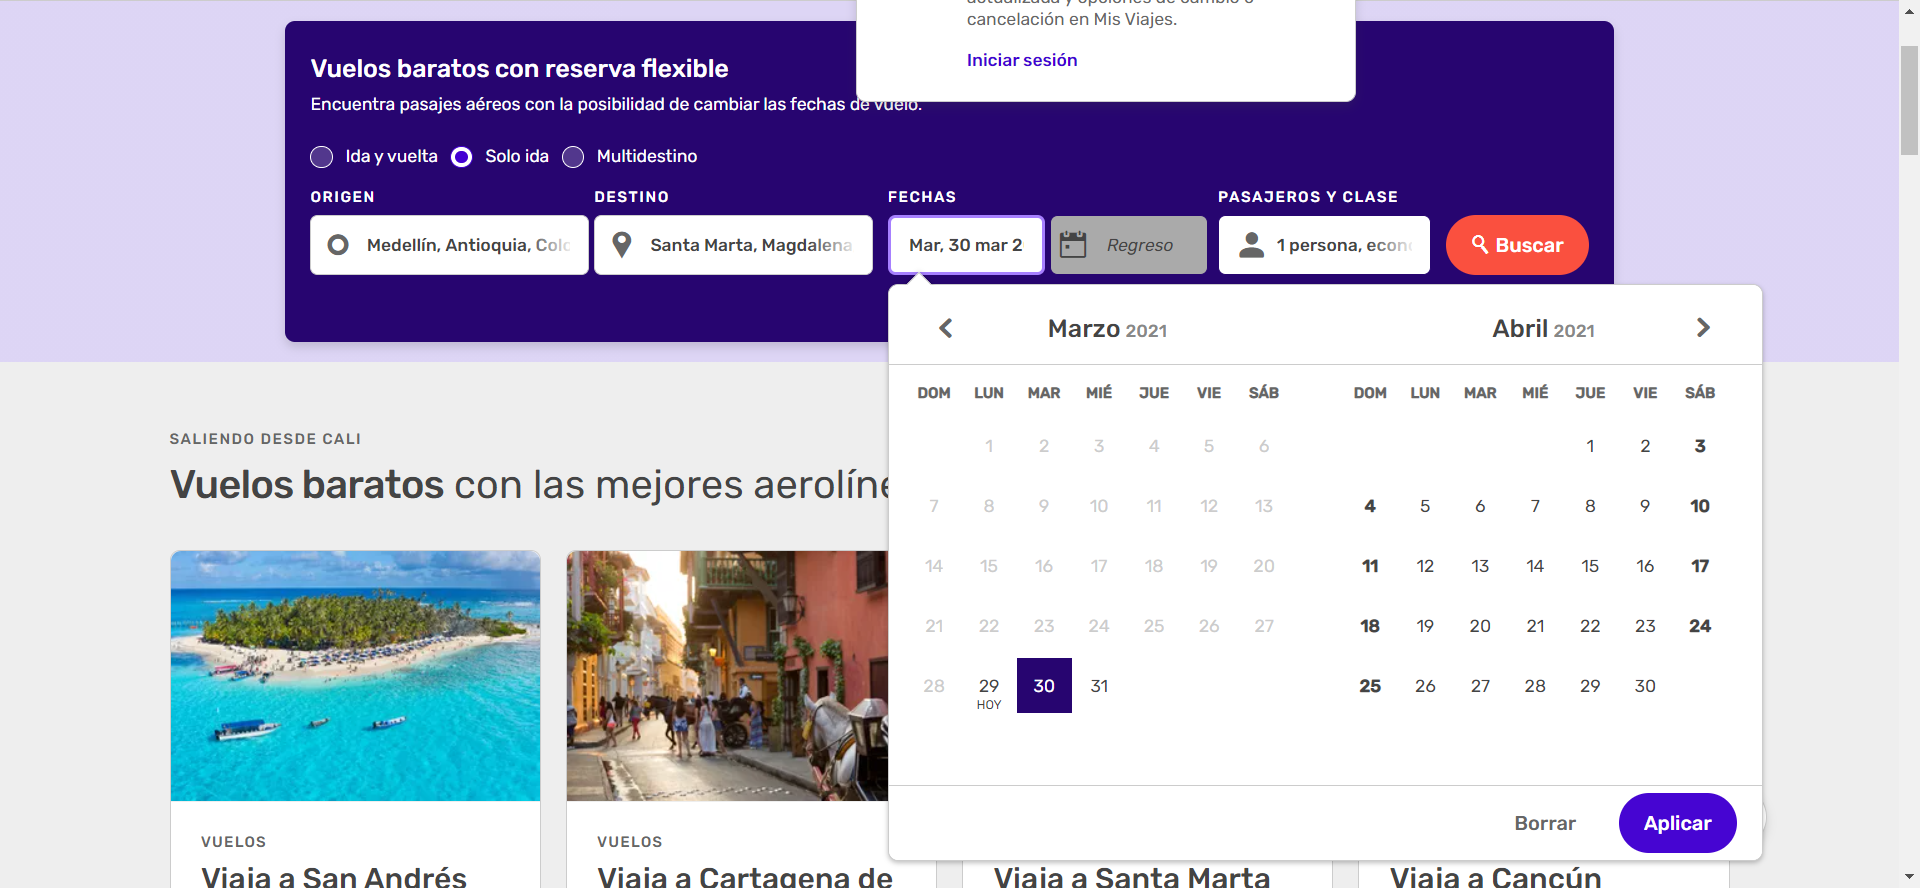 cancelación en Mis Viajes.
Iniciar sesión
Vuelos baratos con reserva flexible
Encuentra pasajes aéreos con la posibilidad de cambiar las fechas de vuelo.
Ida y vuelta Solo ida Multidestino
ORIGEN DESTINO FECHAS PASAJEROS Y CLASE
Medellín, Antioquia, Colo Santa Marta, Magdalena Mar, 30 mar 2 Regreso 1 persona, econ Buscar
Marzo 2021 Abril 2021
DOM LUN MAR MIÉ JUE VIE SÁB DOM LUN MAR MIÉ JUE VIE SÁB
1 2 3 4 5 6 1 2 3
7 8 9 10 11 12 13 4 5 6 7 8 9 10
14 15 16 17 18 19 20 11 12 13 14 15 16 17
21 22 23 24 25 26 27 18 19 20 21 22 23 24
28 29 30 31 25 26 27 28 29 30
HOY
Borrar Aplicar
SALIENDO DESDE CALI
Vuelos baratos con las mejores aerolíne
VUELOS
Viaja a San Andrés
VUELOS
Viaja a Cartagena de
Viaja a Santa Marta
Viaja a Cancún